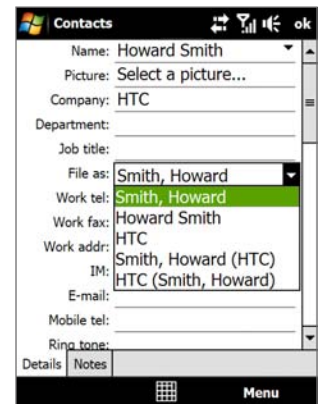 Contacts ok
Name: Howard Smith
Picture: Select a picture...
Company: HTC
Department:
Job title:
File as: Smith, Howard
Work tel: Smith, Howard
Work fax: Howard Smith
Work addr: HTC
Smith, Howard (HTC)
IM: HTC (Smith, Howard)
E-mail:
Mobile tel:
Ring tone:
Details Notes
Menu